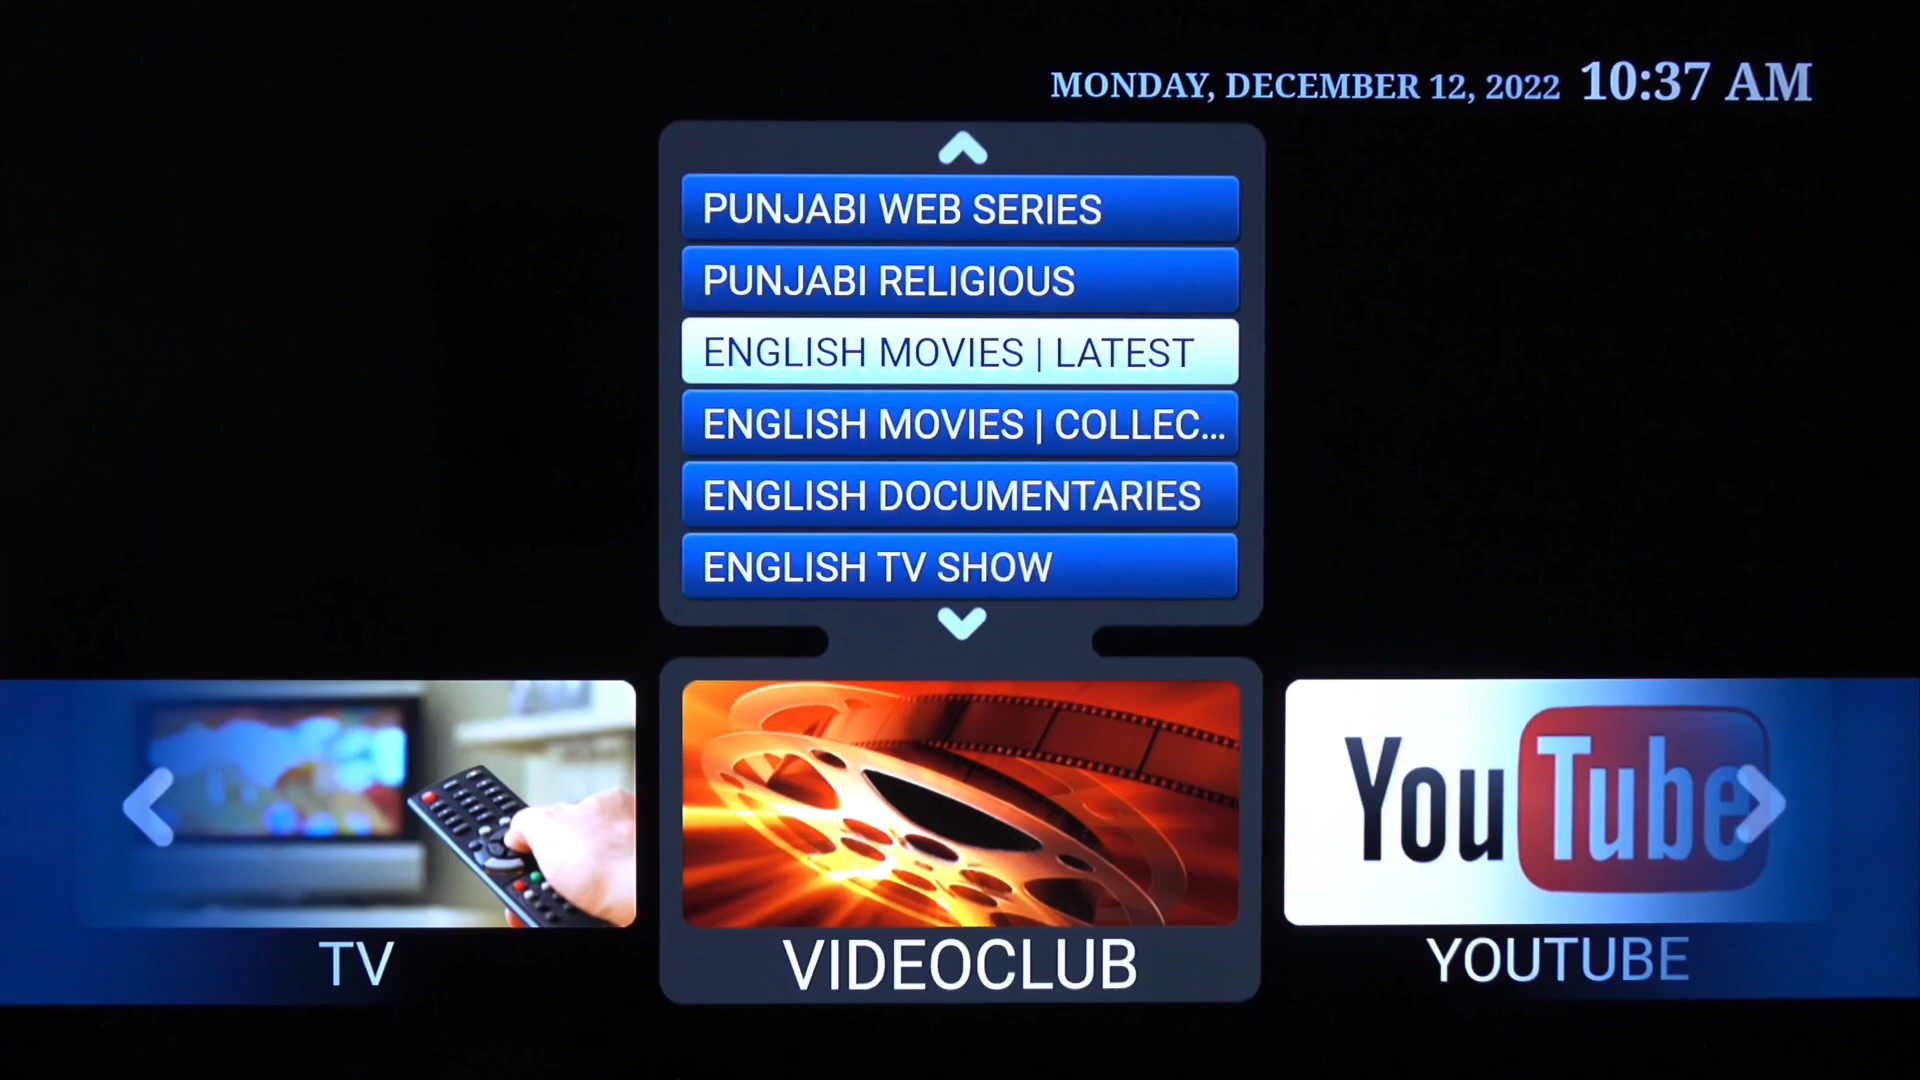 MONDAY, DECEMBER 12, 2022 10:37 AM
PUNJABI WEB SERIES
PUNJABI RELIGIOUS
ENGLISH MOVIES | LATEST
ENGLISH MOVIES | COLLEC...
ENGLISH DOCUMENTARIES
ENGLISH TV SHOW
YouTube
TV
VIDEOCLUB
YOUTUBE